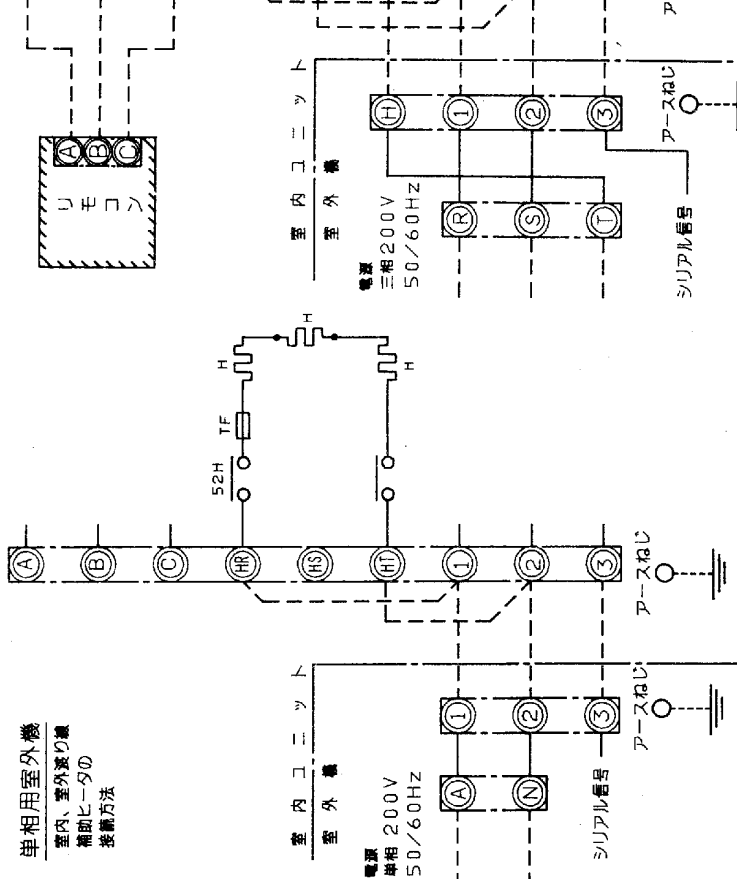 A
B
C
リモコン
室内ユニット
室外機
H
1
2
3
アースねじ
ア
R
S
T
電源
三相200V
50/60Hz
シリアル信号
H
H
H
TF
52H
A
B
C
HR
HS
HT
1
2
3
アースねじ
単相用室外機
室内、室外渡り線
補助ヒータの
接続方法
室内ユニット
室外機
1
2
3
アースねじ
A
N
電源
単相 200V
50/60Hz
シリアル信号